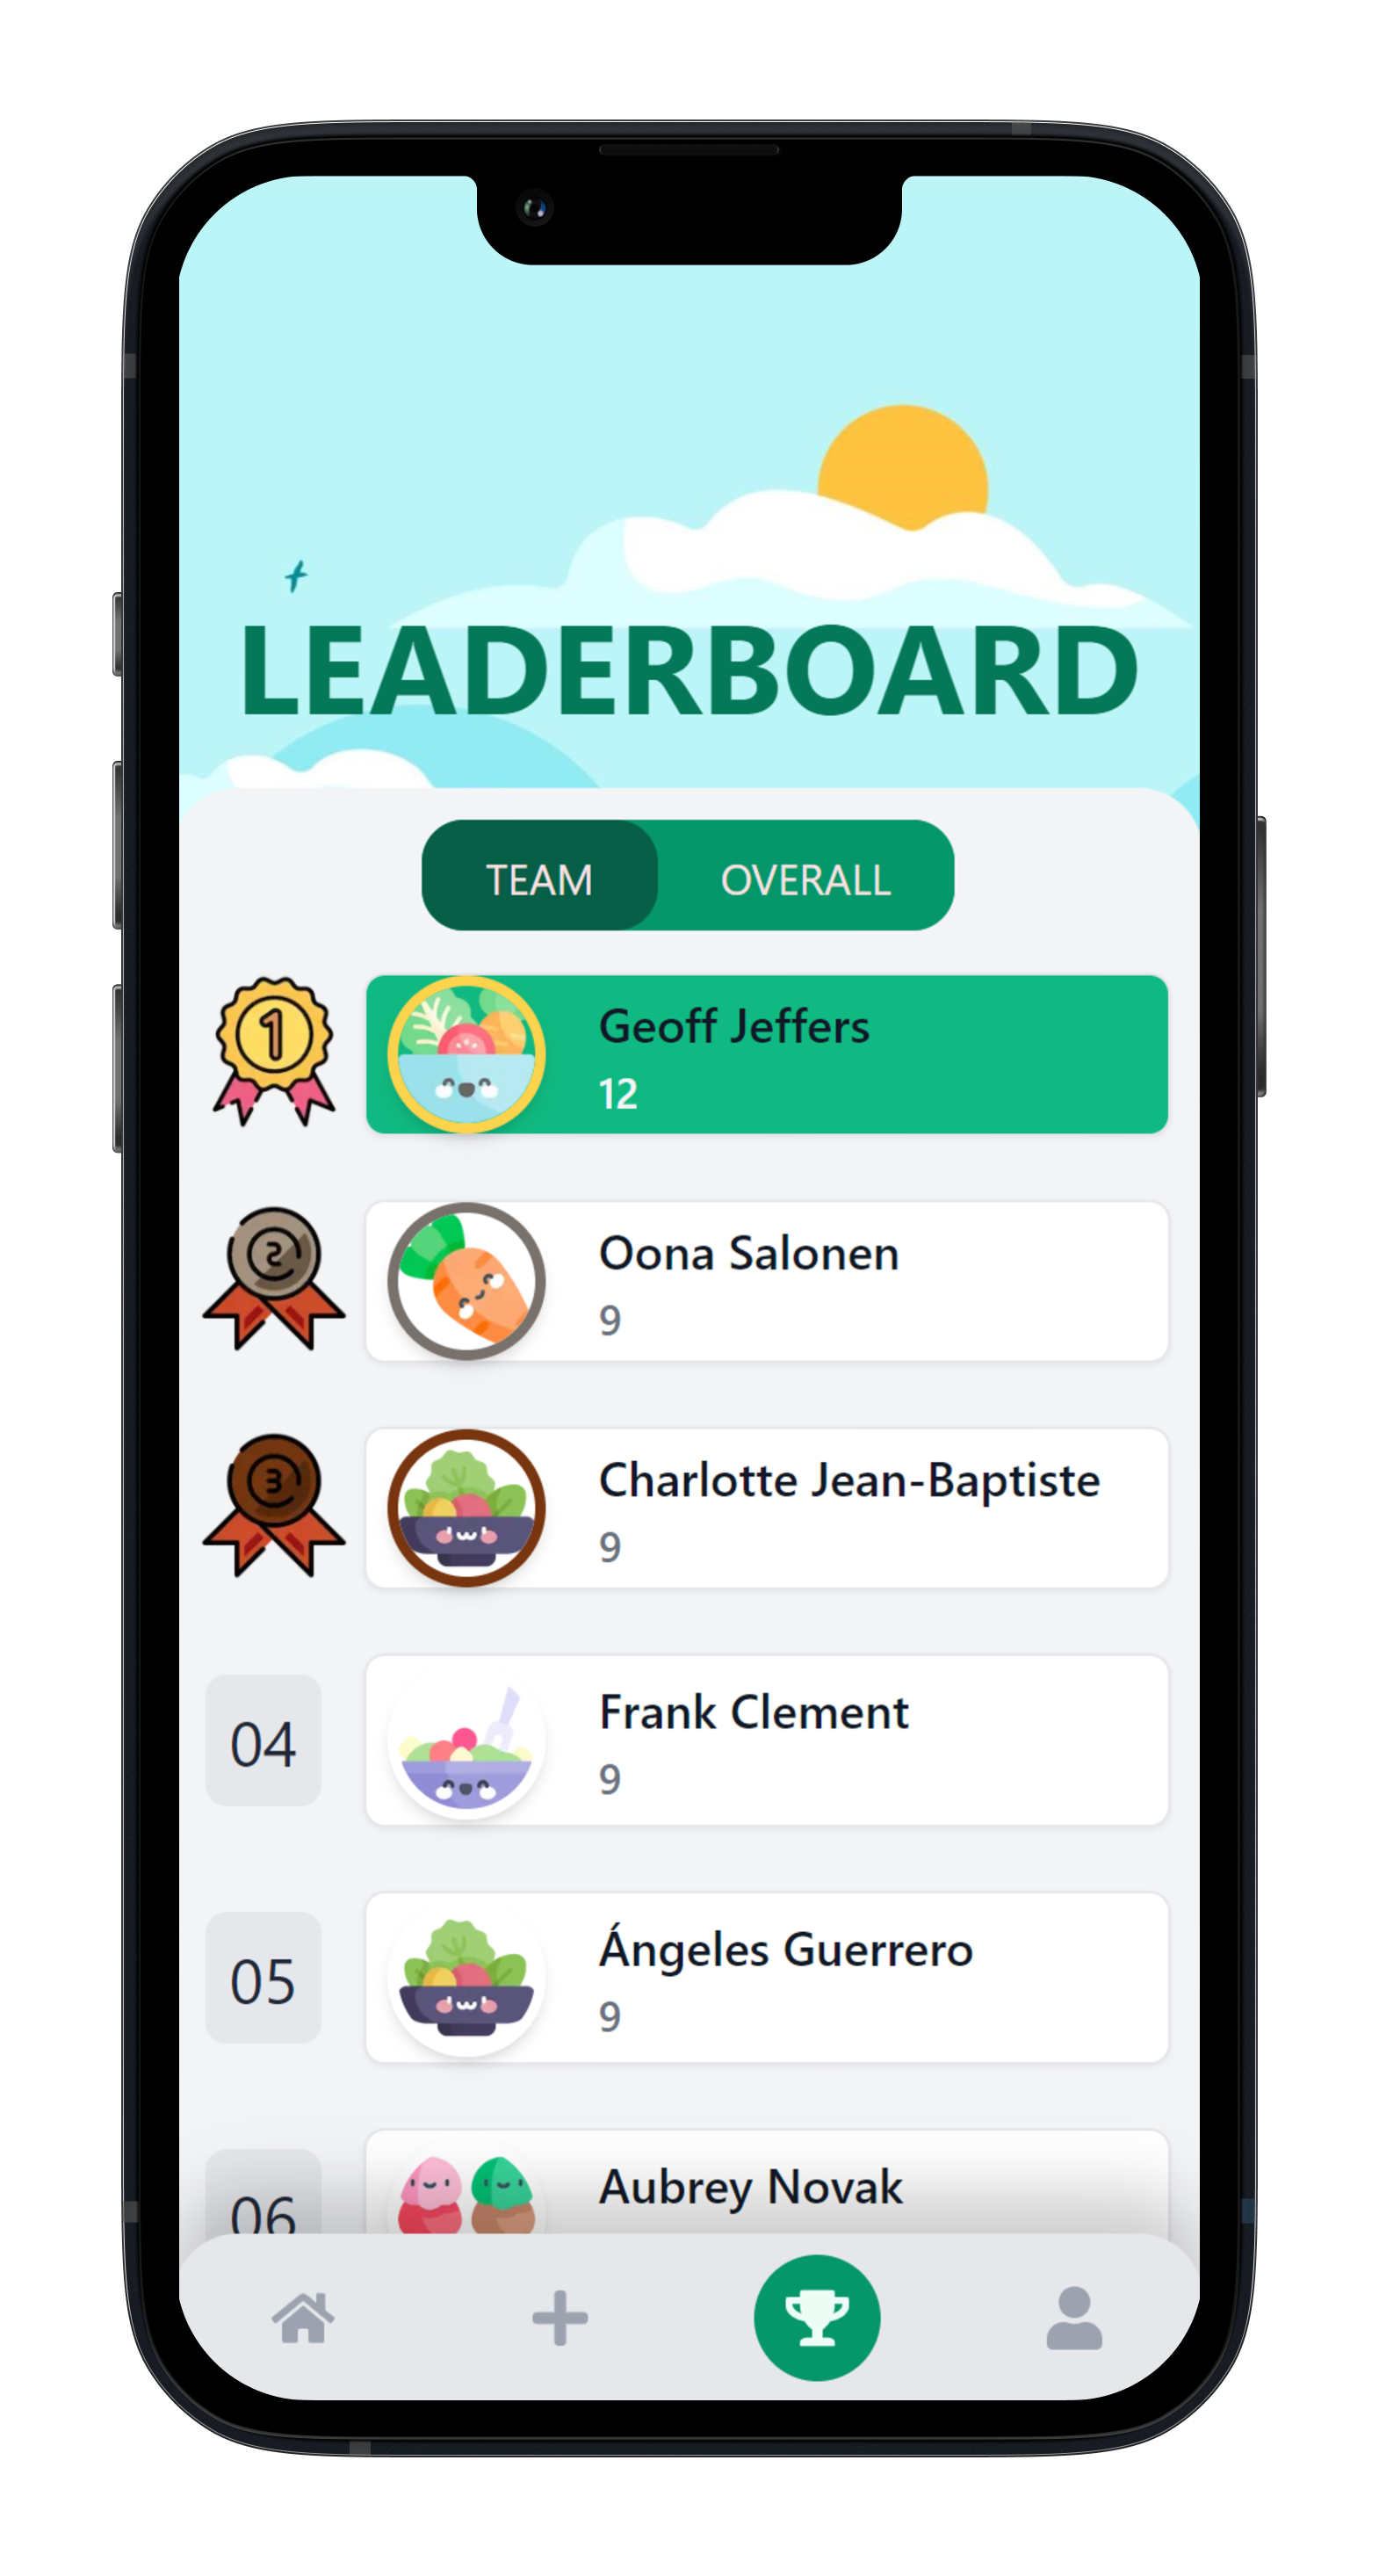 LEADERBOARD
TEAM OVERALL
1
Geoff Jeffers
12
2
Oona Salonen
9
3
Charlotte Jean-Baptiste
9
04
Frank Clement
9
05
Ángeles Guerrero
9
06
Aubrey Novak